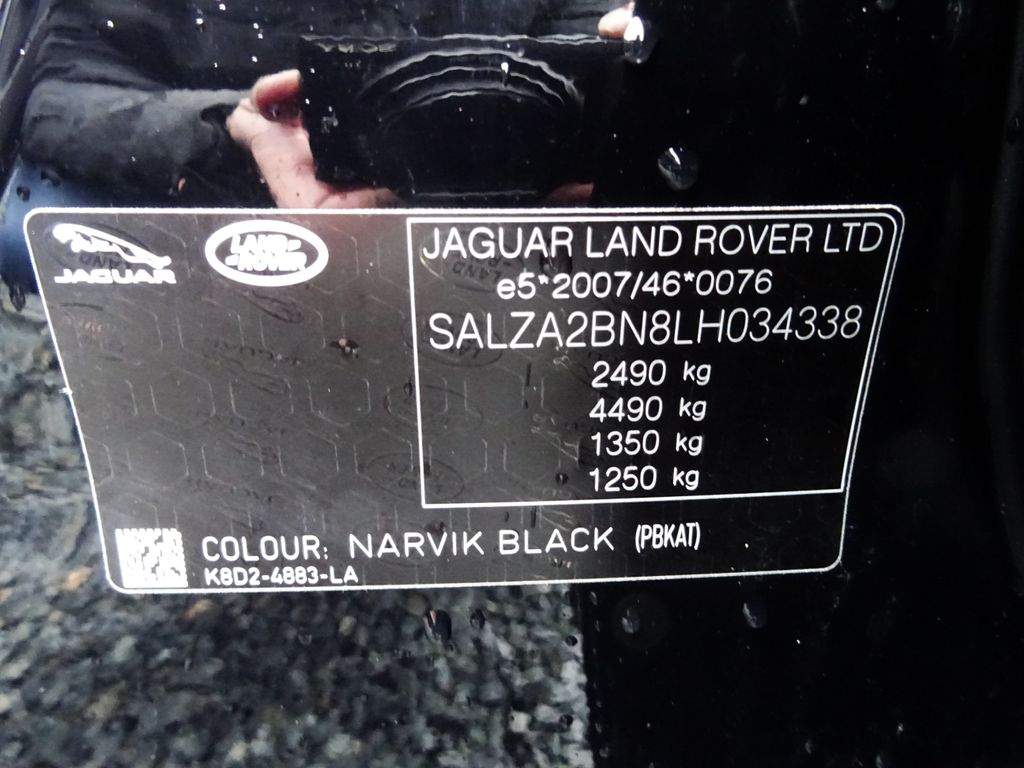 JAGUAR
LAND
ROVER
JAGUAR LAND ROVER LTD
e5*2007/46*0076
SALZA2BN8LH034338
2490 kg
4490 kg
1350 kg
1250 kg
COLOUR: NARVIK BLACK (PBKAT)
K8D2-4883-LA